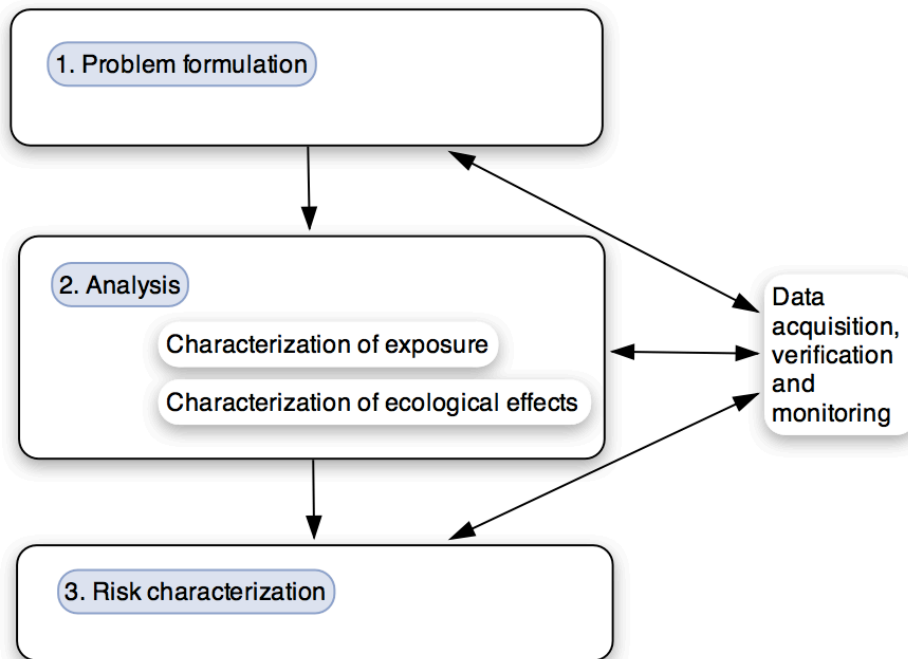 1. Problem formulation
2. Analysis
Characterization of exposure
Characterization of ecological effects
Data
acquisition,
verification
and
monitoring
3. Risk characterization